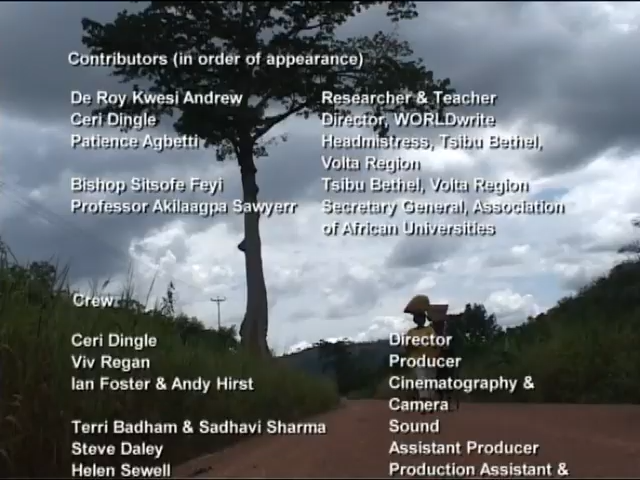 Contributors (in order of appearance)
De Roy Kwesi Andrew Researcher & Teacher
Ceri Dingle Director, WORLDwrite
Patience Agbetti Headmistress, Tsibu Bethel,
Volta Region
Bishop Sitsofe Feyi Tsibu Bethel, Volta Region
Professor Akilaagpa Sawyerr Secretary General, Association
of African Universities
Crew
Ceri Dingle Director
Viv Regan Producer
Ian Foster & Andy Hirst Cinematography &
Camera
Terri Badham & Sadhavi Sharma Sound
Steve Daley Assistant Producer
Helen Sewell Production Assistant &